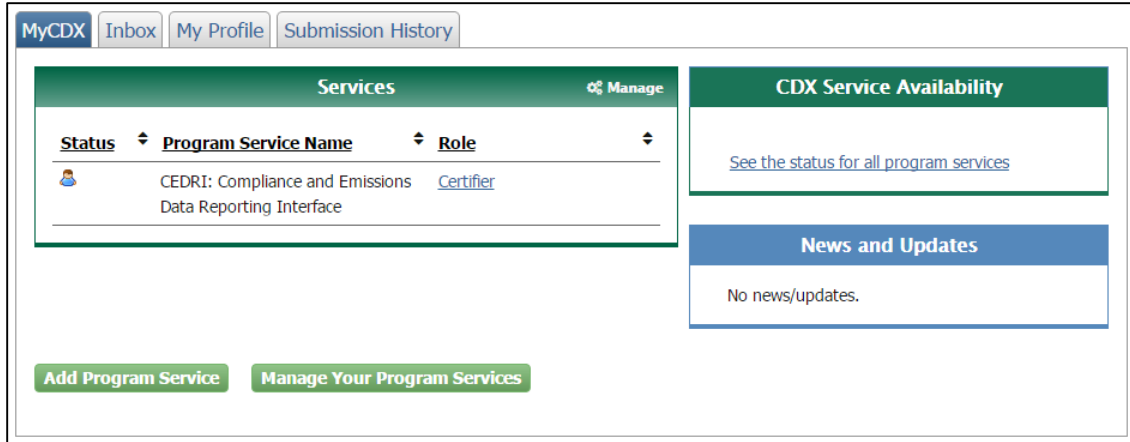 MyCDX Inbox My Profile Submission History
Services Manage
Status Program Service Name Role
CEDRI: Compliance and Emissions Certifier
Data Reporting Interface
CDX Service Availability
See the status for all program services
News and Updates
No news/updates.
Add Program Service Manage Your Program Services